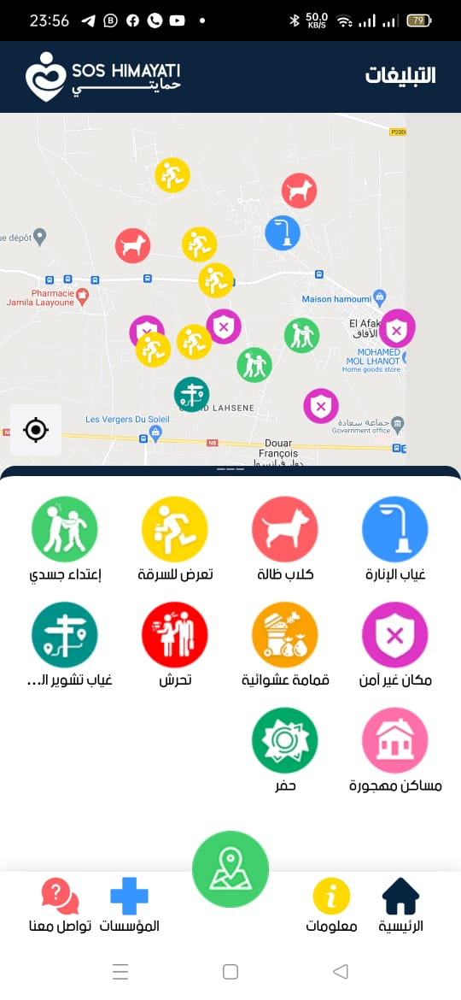 23:56
50.0
KB/S
79
SOS HIMAYATI
حمايتي
التبليغات
ue dépôt
Pharmacie
Jamila Laayoune
Maison hamoumi
El Afak
الآفاق
MOHAMED
MOL LHANOT
Home goods store
LAHSENE
Les Vergers Du Soleil
جماعة سعادة
Government office
N8
Douar
François
دوار فرانسوا
غياب الإنارة
كلاب ظالة
تعرض للسرقة
إعتداء جسدي
مكان غير آمن
قمامة عشوائية
تحرش
غياب تشوير ال...
مساكن مهجورة
حفر
الرئيسية
معلومات
المؤسسات
تواصل معنا